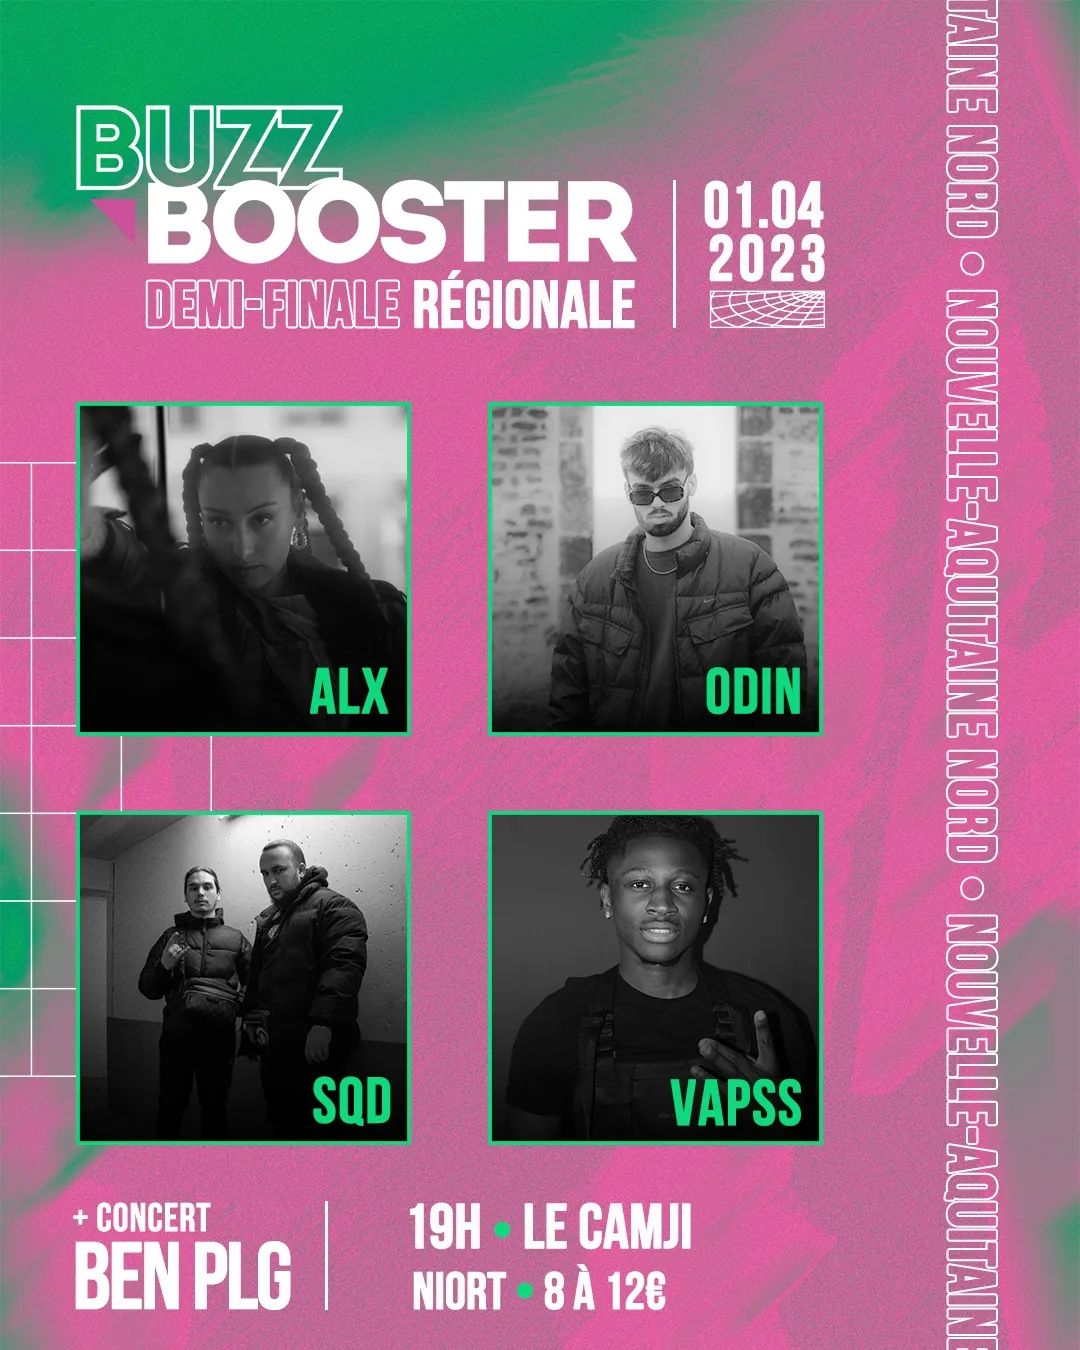 BUZZ
BOOSTER
DEMI-FINALE RÉGIONALE
01.04
2023
ALX
ODIN
SQD
VAPSS
+ CONCERT
BEN PLG
19H • LE CAMJI
NIORT • 8 À 12€
TAINE NORD ○ NOUVELLE-AQUITAINE NORD ○ NOUVELLE-AQUITAINE